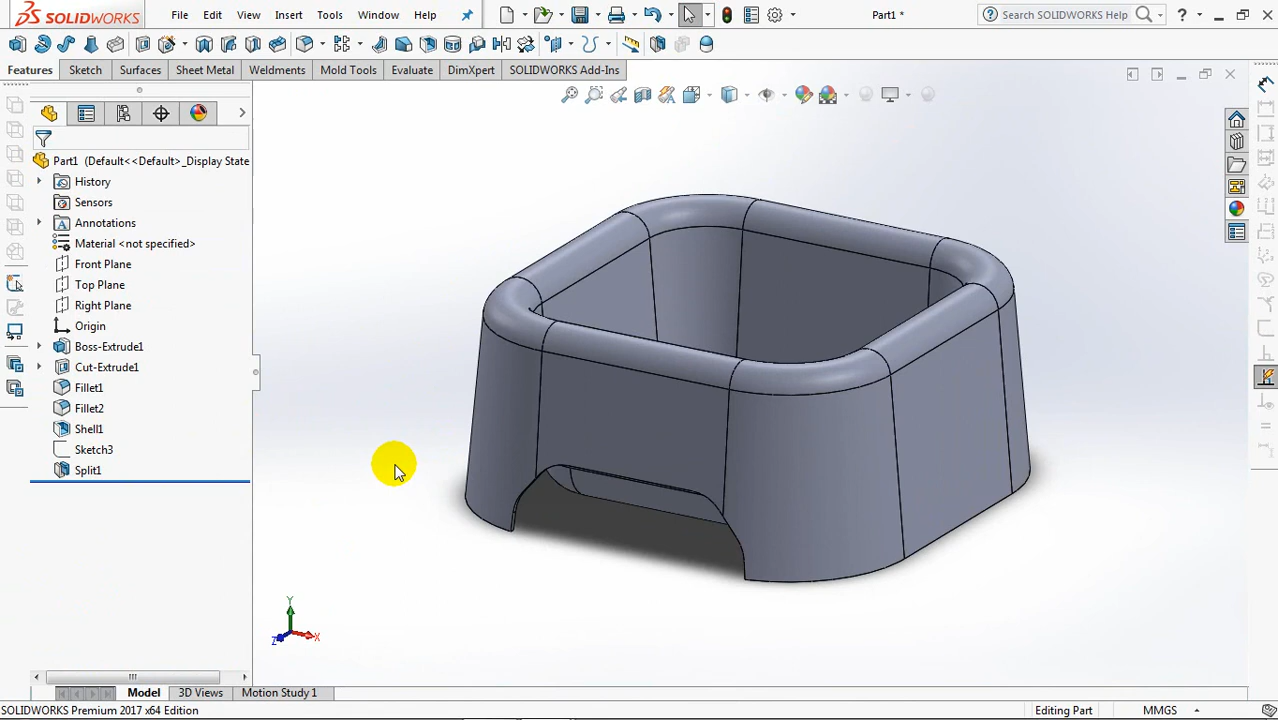 SOLIDWORKS File Edit View Insert Tools Window Help Part1 * Search SOLIDWORKS Help ?
Features Sketch Surfaces Sheet Metal Weldments Mold Tools Evaluate DimXpert SOLIDWORKS Add-Ins
Part1 (Default<<Default>_Display State
History
Sensors
Annotations
Material <not specified>
Front Plane
Top Plane
Right Plane
Origin
Boss-Extrude1
Cut-Extrude1
Fillet1
Fillet2
Shell1
Sketch3
Split1
Y
Z X
Model 3D Views Motion Study 1
SOLIDWORKS Premium 2017 x64 Edition Editing Part MMGS